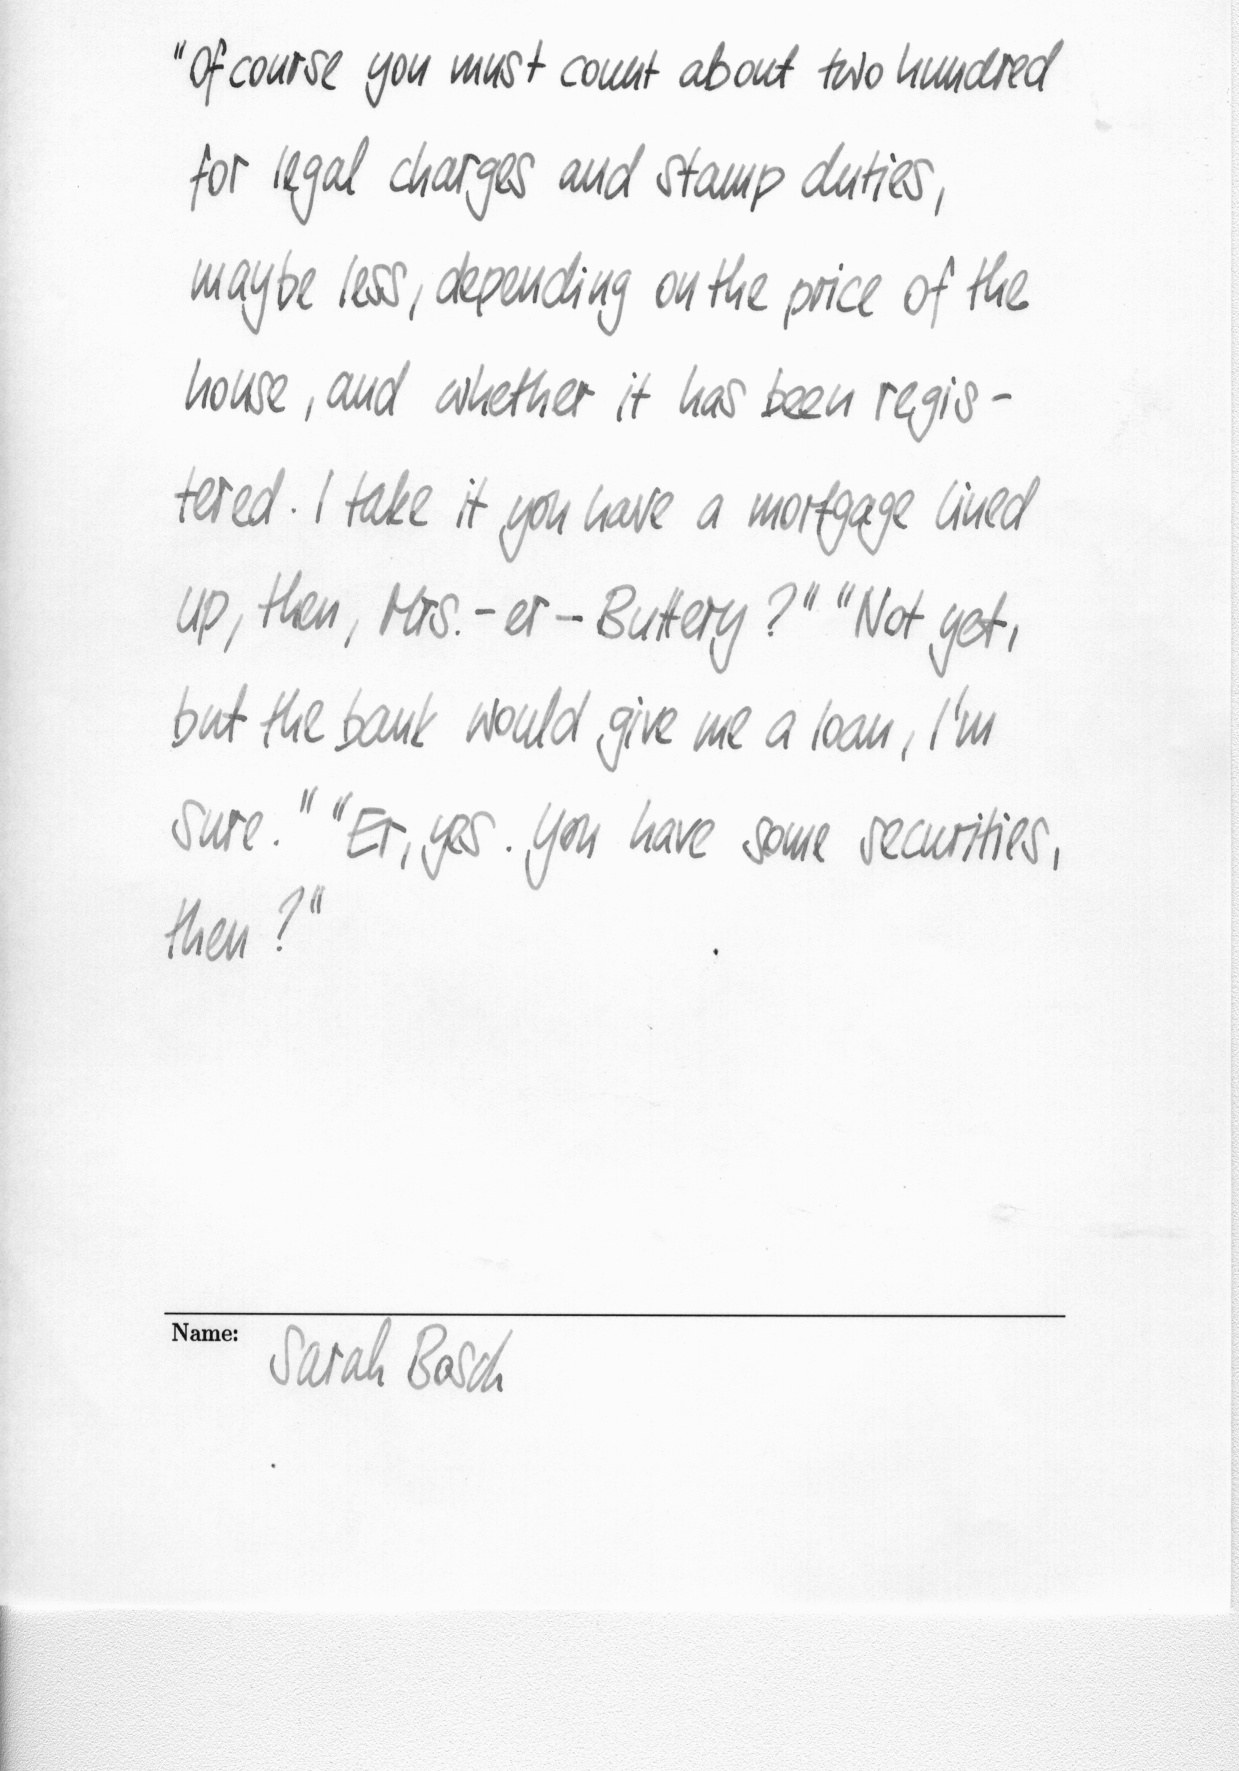 "Of course you must count about two hundred
for legal charges and stamp duties,
maybe less, depending on the price of the
house, and whether it has been regis-
tered. I take it you have a mortgage lined
up, then, Mrs. - er - Buttery?" "Not yet,
but the bank would give me a loan, I'm
sure." "Er, yes. You have some securities,
then?"
Name: Sarah Bosch